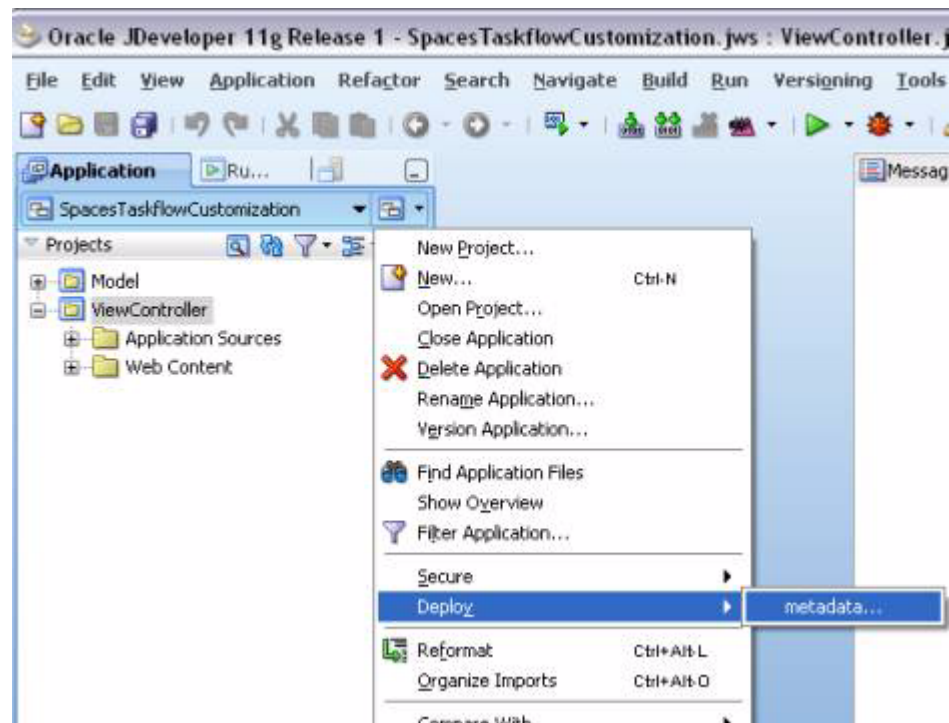 Oracle JDeveloper 11g Release 1 - SpacesTaskflowCustomization.jws : ViewController.j
File Edit View Application Refactor Search Navigate Build Run Versioning Tools
Application Ru...
Messag
SpacesTaskflowCustomization
Projects
Model
ViewController
Application Sources
Web Content
New Project...
New... Ctrl-N
Open Project...
Close Application
Delete Application
Rename Application...
Version Application...
Find Application Files
Show Overview
Filter Application...
Secure
Deploy
metadata...
Reformat Ctrl+Alt-L
Organize Imports Ctrl+Alt-O
Compare With